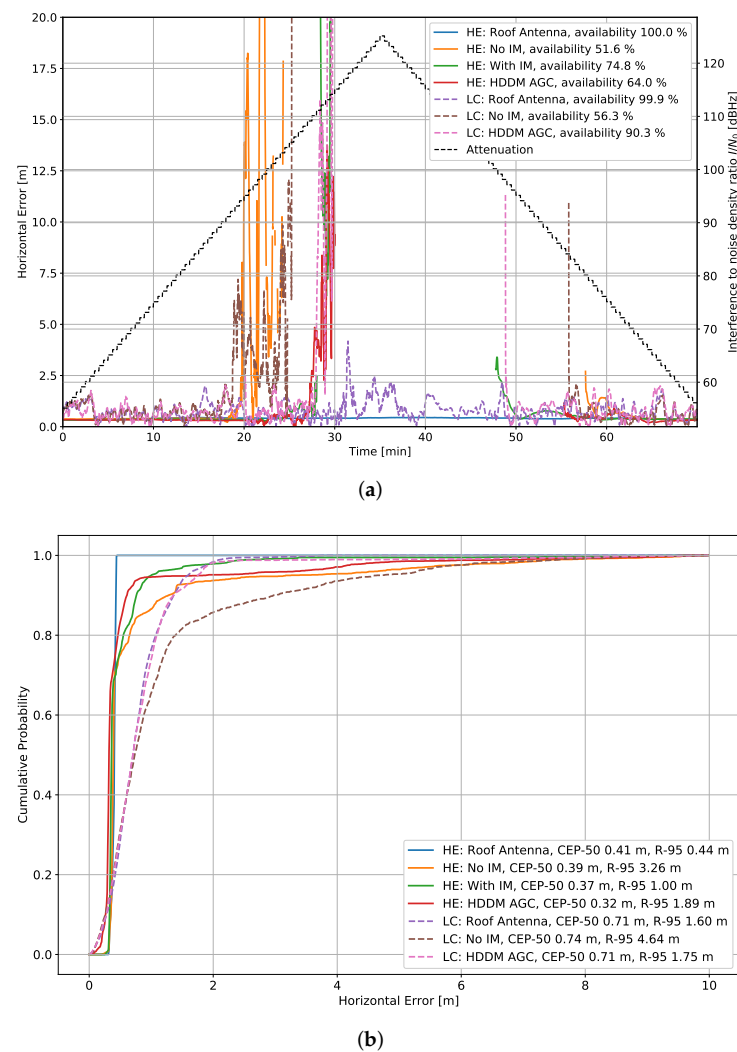 20.0
17.5
15.0
12.5
10.0
7.5
5.0
2.5
0.0
Horizontal Error [m]
HE: Roof Antenna, availability 100.0 %
HE: No IM, availability 51.6 %
HE: With IM, availability 74.8 %
HE: HDDM AGC, availability 64.0 %
LC: Roof Antenna, availability 99.9 %
LC: No IM, availability 56.3 %
LC: HDDM AGC, availability 90.3 %
Attenuation
120
110
100
90
80
70
60
Interference to noise density ratio I/N₀ [dBHz]
0 10 20 30 40 50 60
Time [min]
(a)
1.0
0.8
0.6
0.4
0.2
0.0
Cumulative Probability
HE: Roof Antenna, CEP-50 0.41 m, R-95 0.44 m
HE: No IM, CEP-50 0.39 m, R-95 3.26 m
HE: With IM, CEP-50 0.37 m, R-95 1.00 m
HE: HDDM AGC, CEP-50 0.32 m, R-95 1.89 m
LC: Roof Antenna, CEP-50 0.71 m, R-95 1.60 m
LC: No IM, CEP-50 0.74 m, R-95 4.64 m
LC: HDDM AGC, CEP-50 0.71 m, R-95 1.75 m
0 2 4 6 8 10
Horizontal Error [m]
(b)